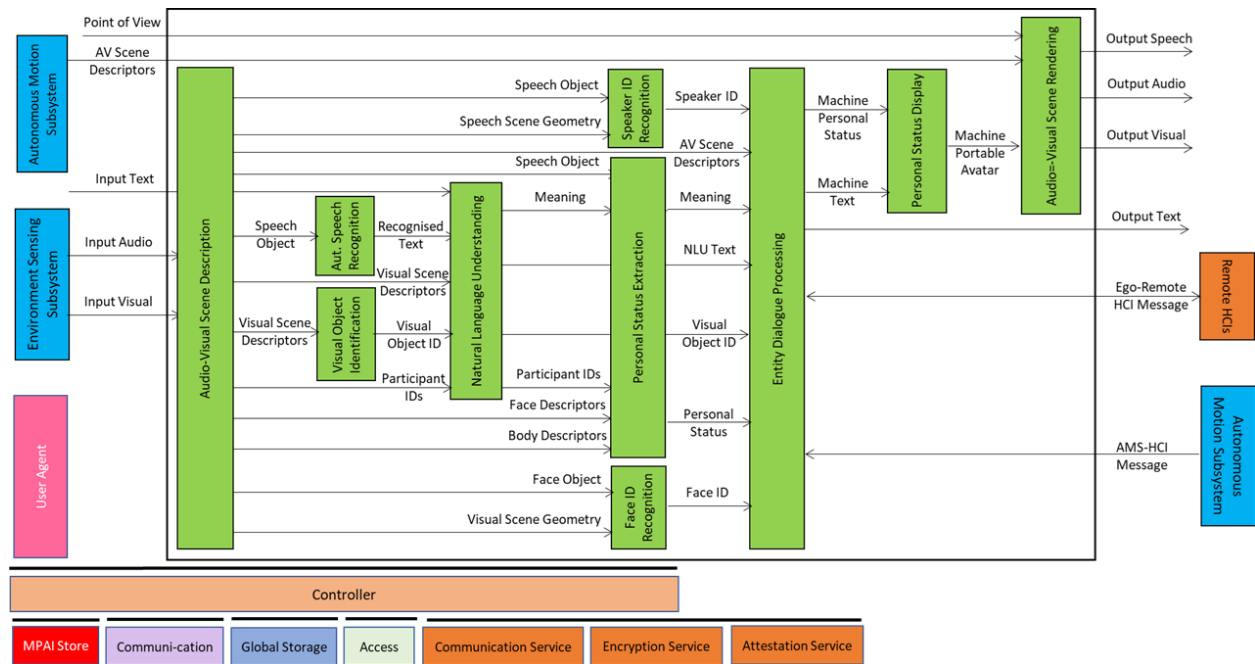 Point of View
AV Scene
Descriptors
Autonomous Motion
Subsystem
Input Text
Environment Sensing
Subsystem
Input Audio
Input Visual
User Agent
Audio-Visual Scene Description
Speech Object
Speech Scene Geometry
Speech Object
Speech
Object
Aut. Speech
Recognition
Recognised
Text
Visual Scene
Descriptors
Visual Scene
Descriptors
Visual Object
Identification
Visual
Object ID
Participant
IDs
Natural Language Understanding
Meaning
Participant IDs
Face Descriptors
Body Descriptors
Face Object
Visual Scene Geometry
Speaker ID
Recognition
Personal Status Extraction
Face ID
Recognition
Speaker ID
AV Scene
Descriptors
Meaning
NLU Text
Visual
Object ID
Personal
Status
Face ID
Entity Dialogue Processing
Machine
Personal
Status
Machine
Text
Personal Status Display
Machine
Portable
Avatar
Audio=-Visual Scene Rendering
Output Speech
Output Audio
Output Visual
Output Text
Ego-Remote
HCI Message
Remote HCIs
AMS-HCI
Message
Autonomous
Motion Subsystem
Controller
MPAI Store
Communi-cation
Global Storage
Access
Communication Service
Encryption Service
Attestation Service